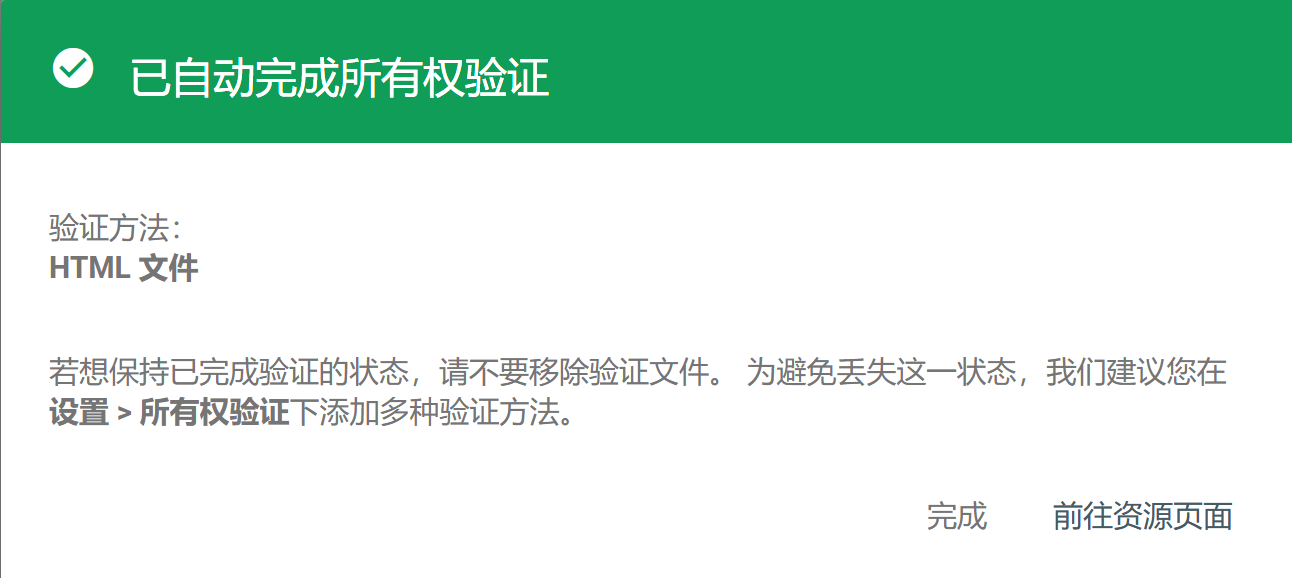 已自动完成所有权验证
验证方法：
HTML 文件
若想保持已完成验证的状态，请不要移除验证文件。 为避免丢失这一状态，我们建议您在
设置 > 所有权验证下添加多种验证方法。
完成 前往资源页面